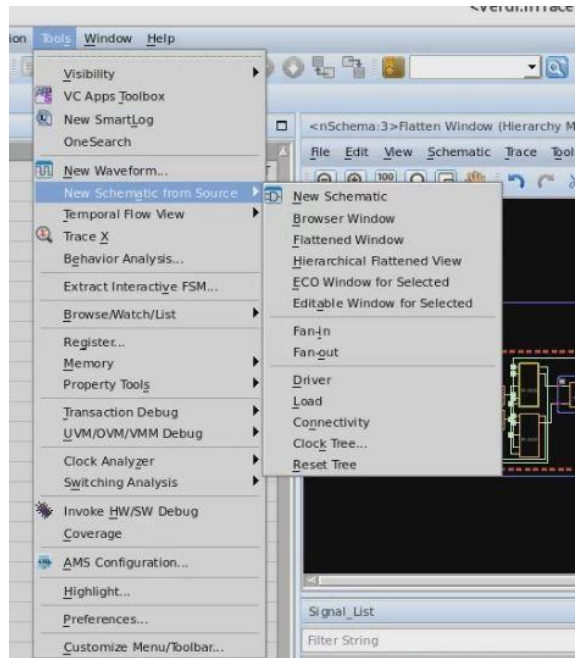 <Verdi:nTrace
ion Tools Window Help
Visibility
VC Apps Toolbox
New SmartLog
OneSearch
New Waveform...
New Schematic from Source
Temporal Flow View
Trace X
Behavior Analysis...
Extract Interactive FSM...
Browse/Watch/List
Register...
Memory
Property Tools
Transaction Debug
UVM/OVM/VMM Debug
Clock Analyzer
Switching Analysis
Invoke HW/SW Debug
Coverage
AMS Configuration...
Highlight...
Preferences...
Customize Menu/Toolbar...
New Schematic
Browser Window
Flattened Window
Hierarchical Flattened View
ECO Window for Selected
Editable Window for Selected
Fan-in
Fan-out
Driver
Load
Connectivity
Clock Tree...
Reset Tree
<nSchema:3>Flatten Window (Hierarchy M
File Edit View Schematic Trace Tool
100
Signal_List
Filter String